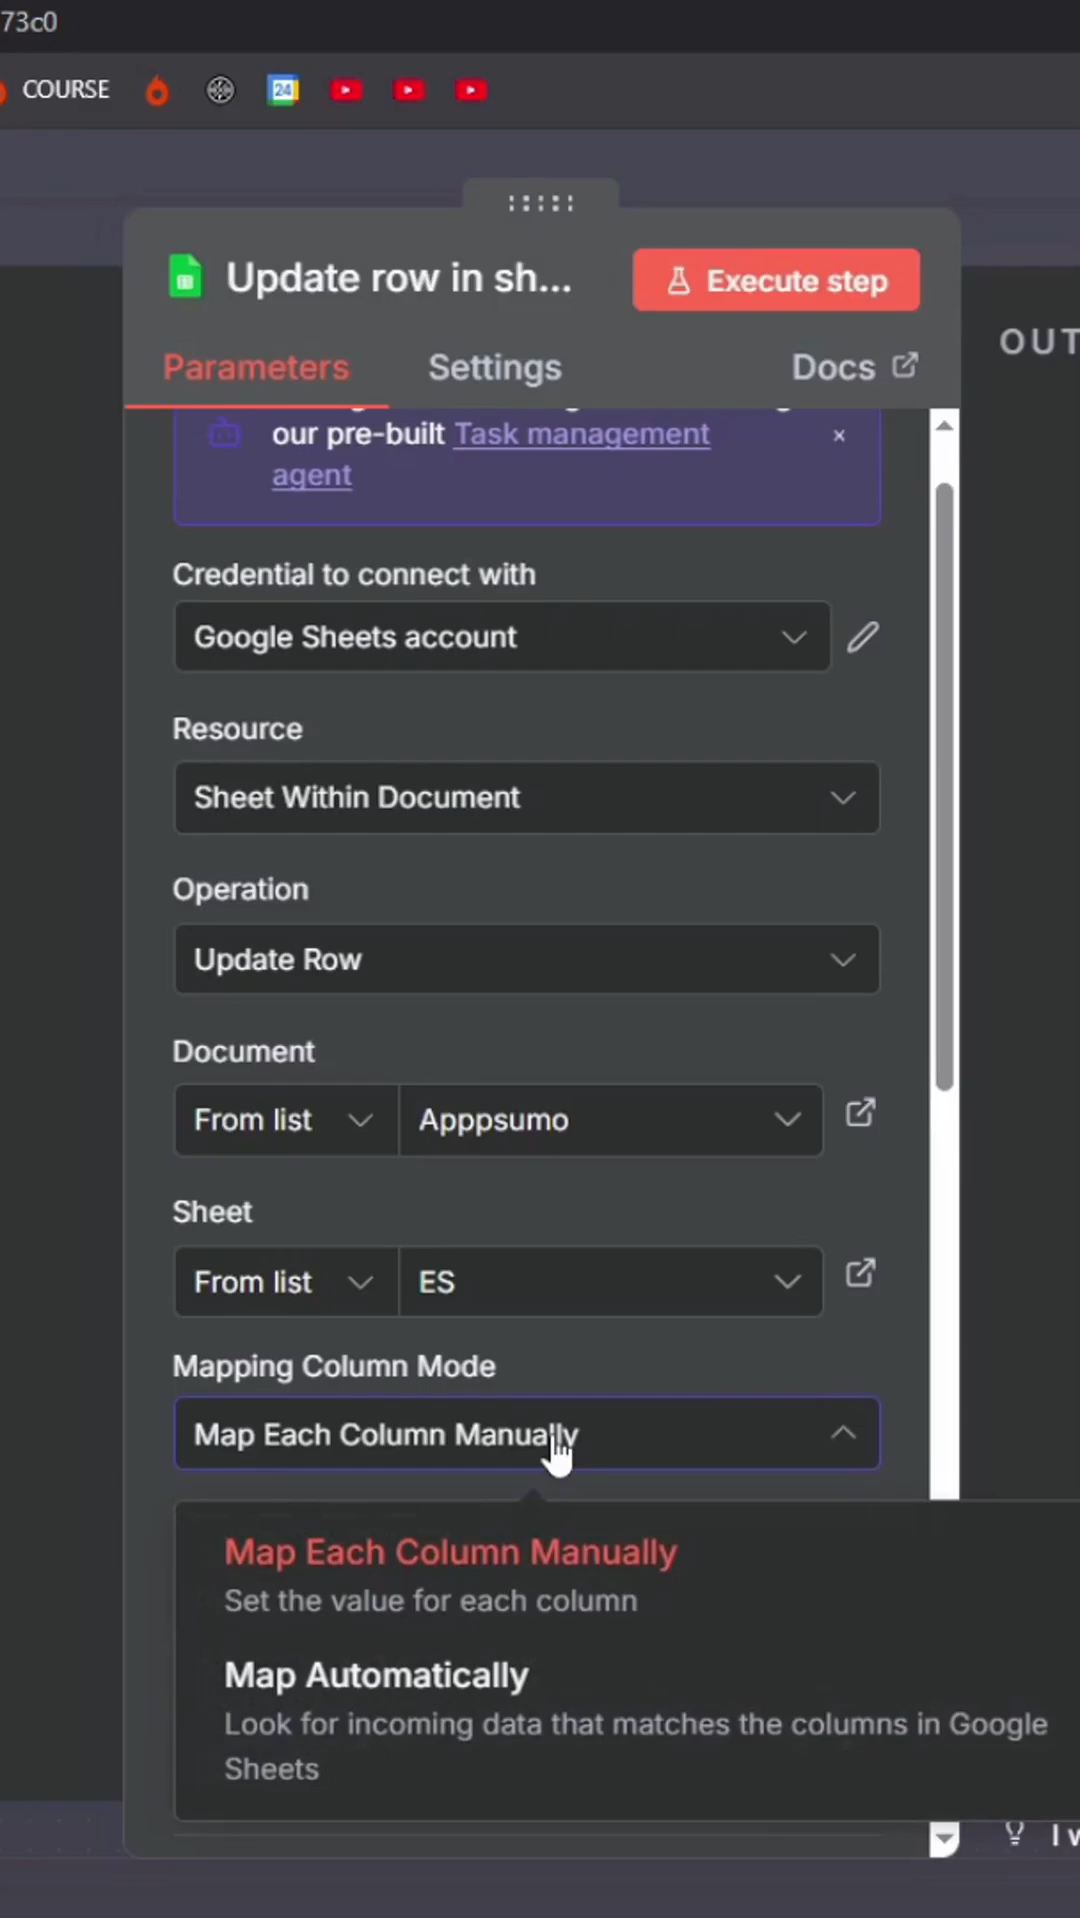 73c0
COURSE
24
Update row in sh...
Execute step
Parameters
Settings
Docs
OUT
our pre-built Task management
agent
×
Credential to connect with
Google Sheets account
Resource
Sheet Within Document
Operation
Update Row
Document
From list
Apppsumo
Sheet
From list
ES
Mapping Column Mode
Map Each Column Manually
Map Each Column Manually
Set the value for each column
Map Automatically
Look for incoming data that matches the columns in Google
Sheets
I w